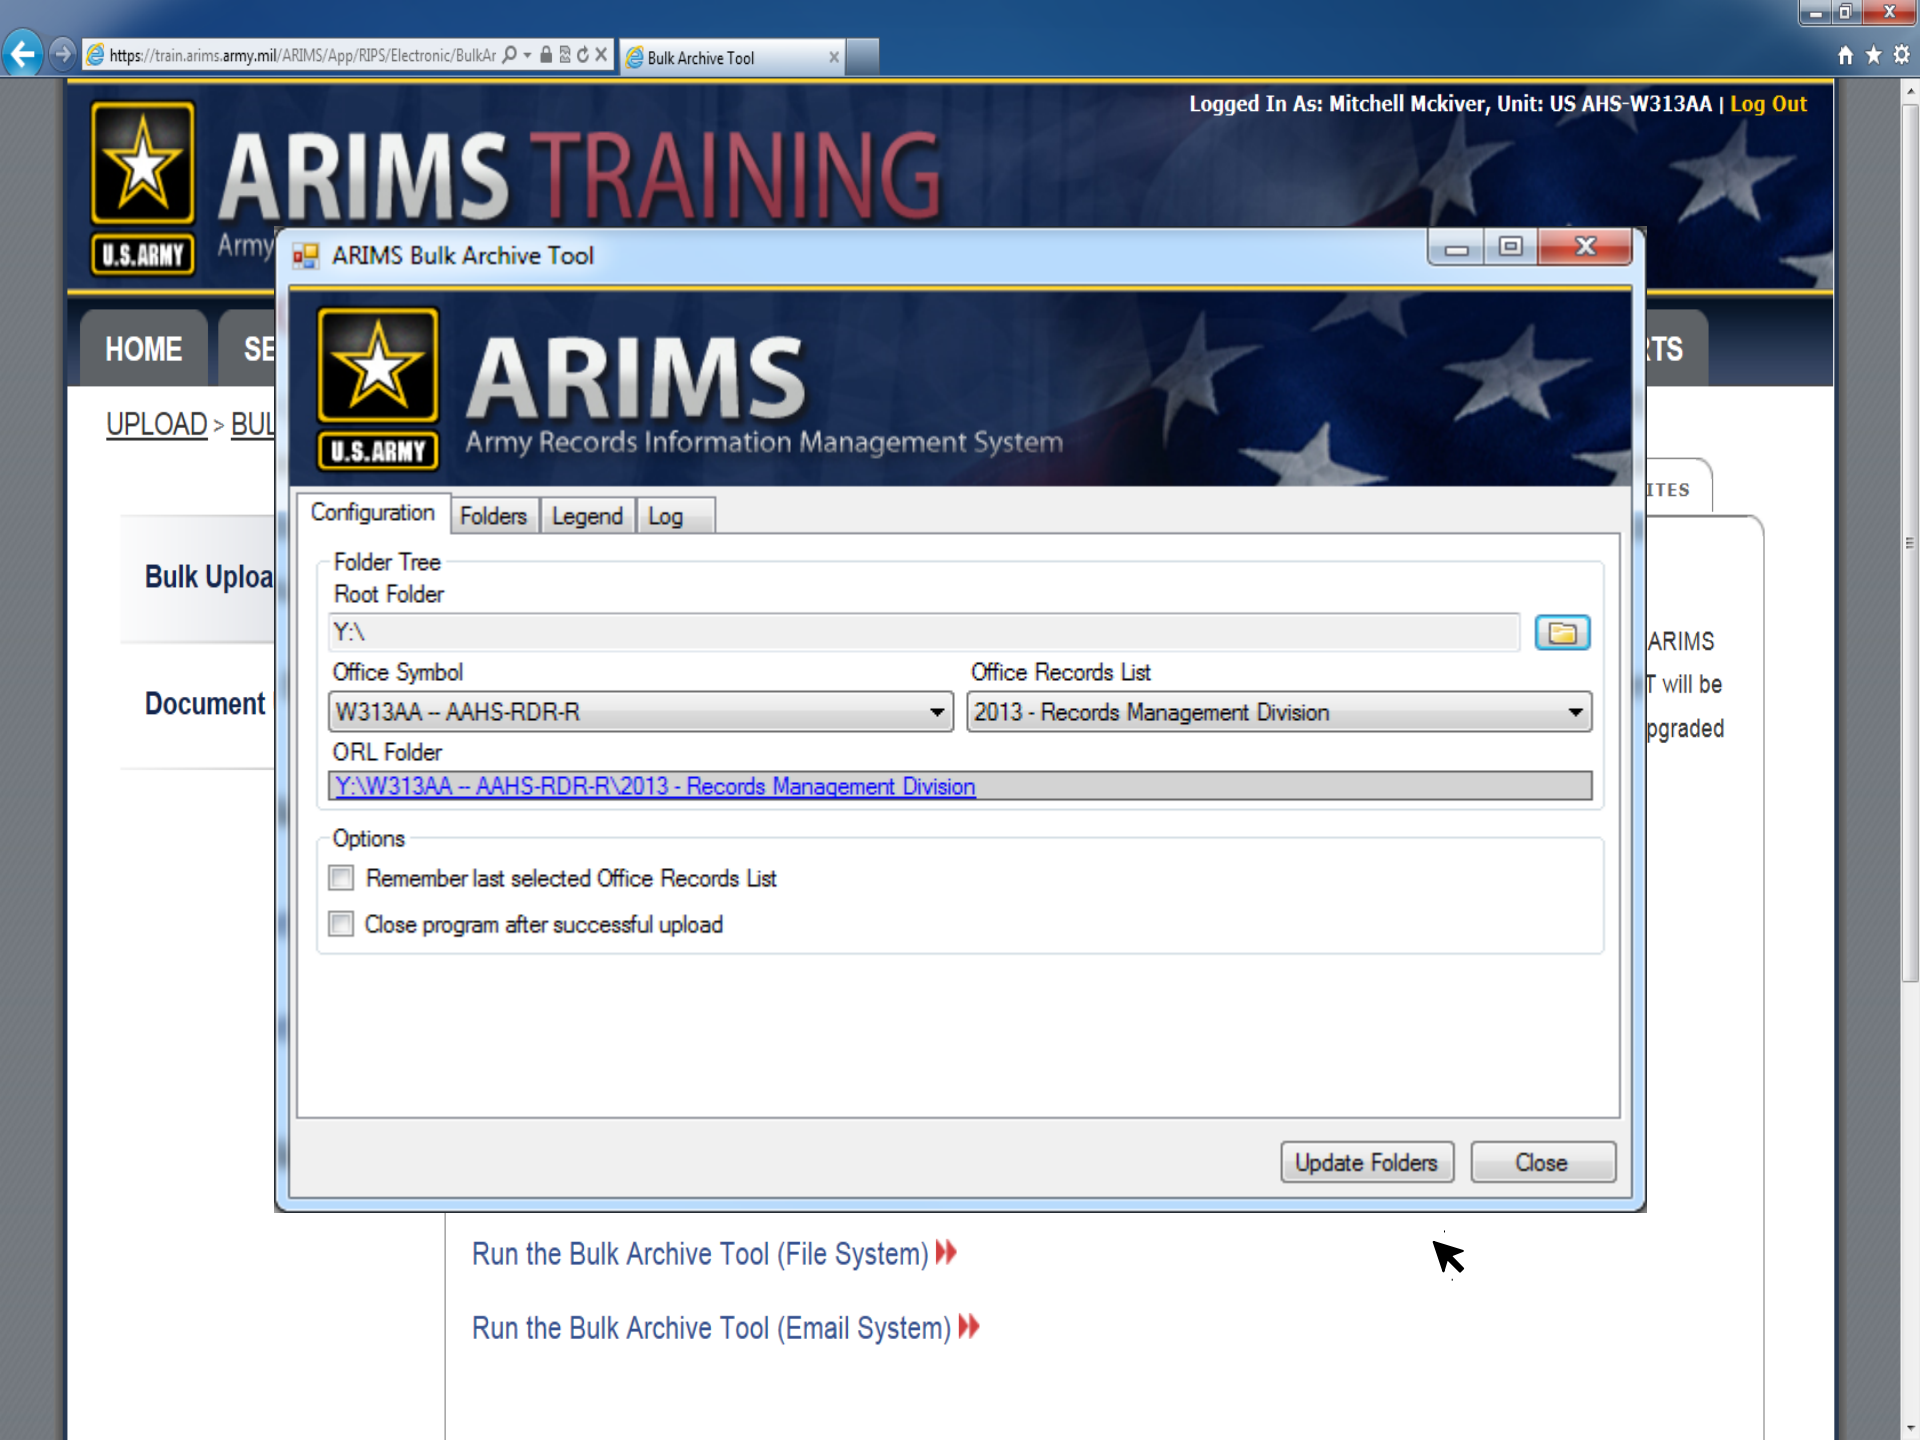 https://train.arims.army.mil/ARIMS/App/RIPS/Electronic/BulkAr
Bulk Archive Tool
Logged In As: Mitchell Mckiver, Unit: US AHS-W313AA | Log Out
ARIMS TRAINING
U.S.ARMY
Army
ARIMS Bulk Archive Tool
HOME
SE
RTS
ARIMS
U.S.ARMY
Army Records Information Management System
UPLOAD > BUL
ITES
Configuration
Folders
Legend
Log
Folder Tree
Bulk Uploa
Root Folder
Y:\
ARIMS
Office Symbol
Office Records List
T will be
Document
W313AA -- AAHS-RDR-R
2013 - Records Management Division
pgraded
ORL Folder
Y:\W313AA -- AAHS-RDR-R\2013 - Records Management Division
Options
Remember last selected Office Records List
Close program after successful upload
Update Folders
Close
Run the Bulk Archive Tool (File System)
Run the Bulk Archive Tool (Email System)